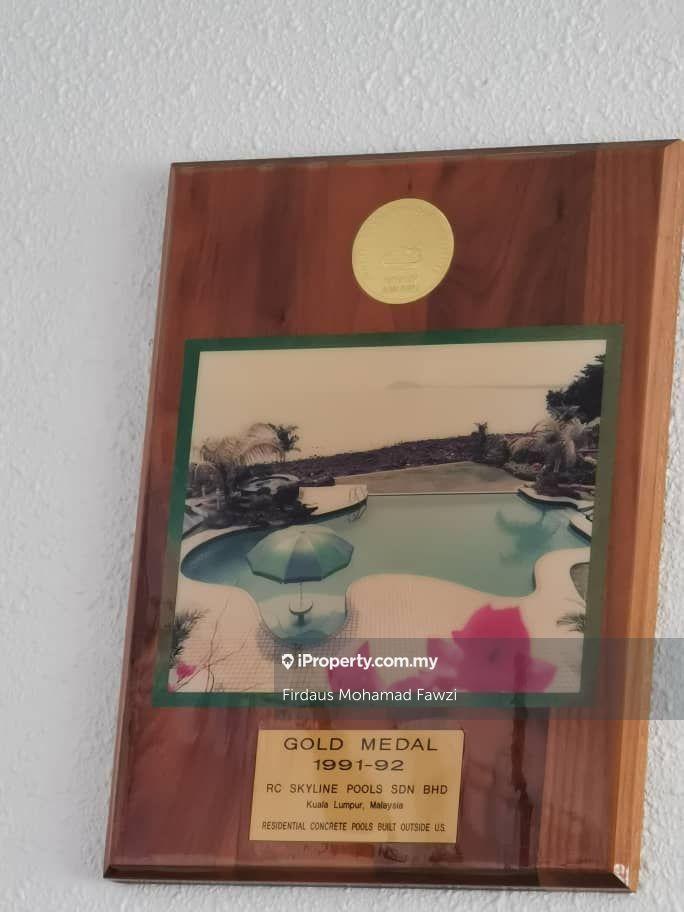 iProperty.com.my
Firdaus Mohamad Fawzi
GOLD MEDAL
1991-92
RC SKYLINE POOLS SDN BHD
Kuala Lumpur, Malaysia
RESIDENTIAL CONCRETE POOLS BUILT OUTSIDE U.S.